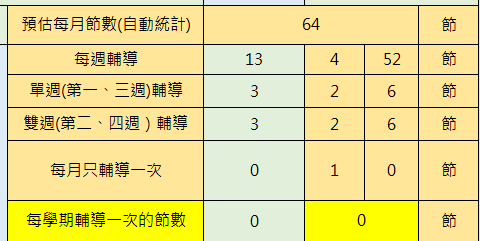 預估每月節數(自動統計) 64 節
每週輔導 13 4 52 節
單週(第一、三週)輔導 3 2 6 節
雙週(第二、四週）輔導 3 2 6 節
每月只輔導一次 0 1 0 節
每學期輔導一次的節數 0 0 節